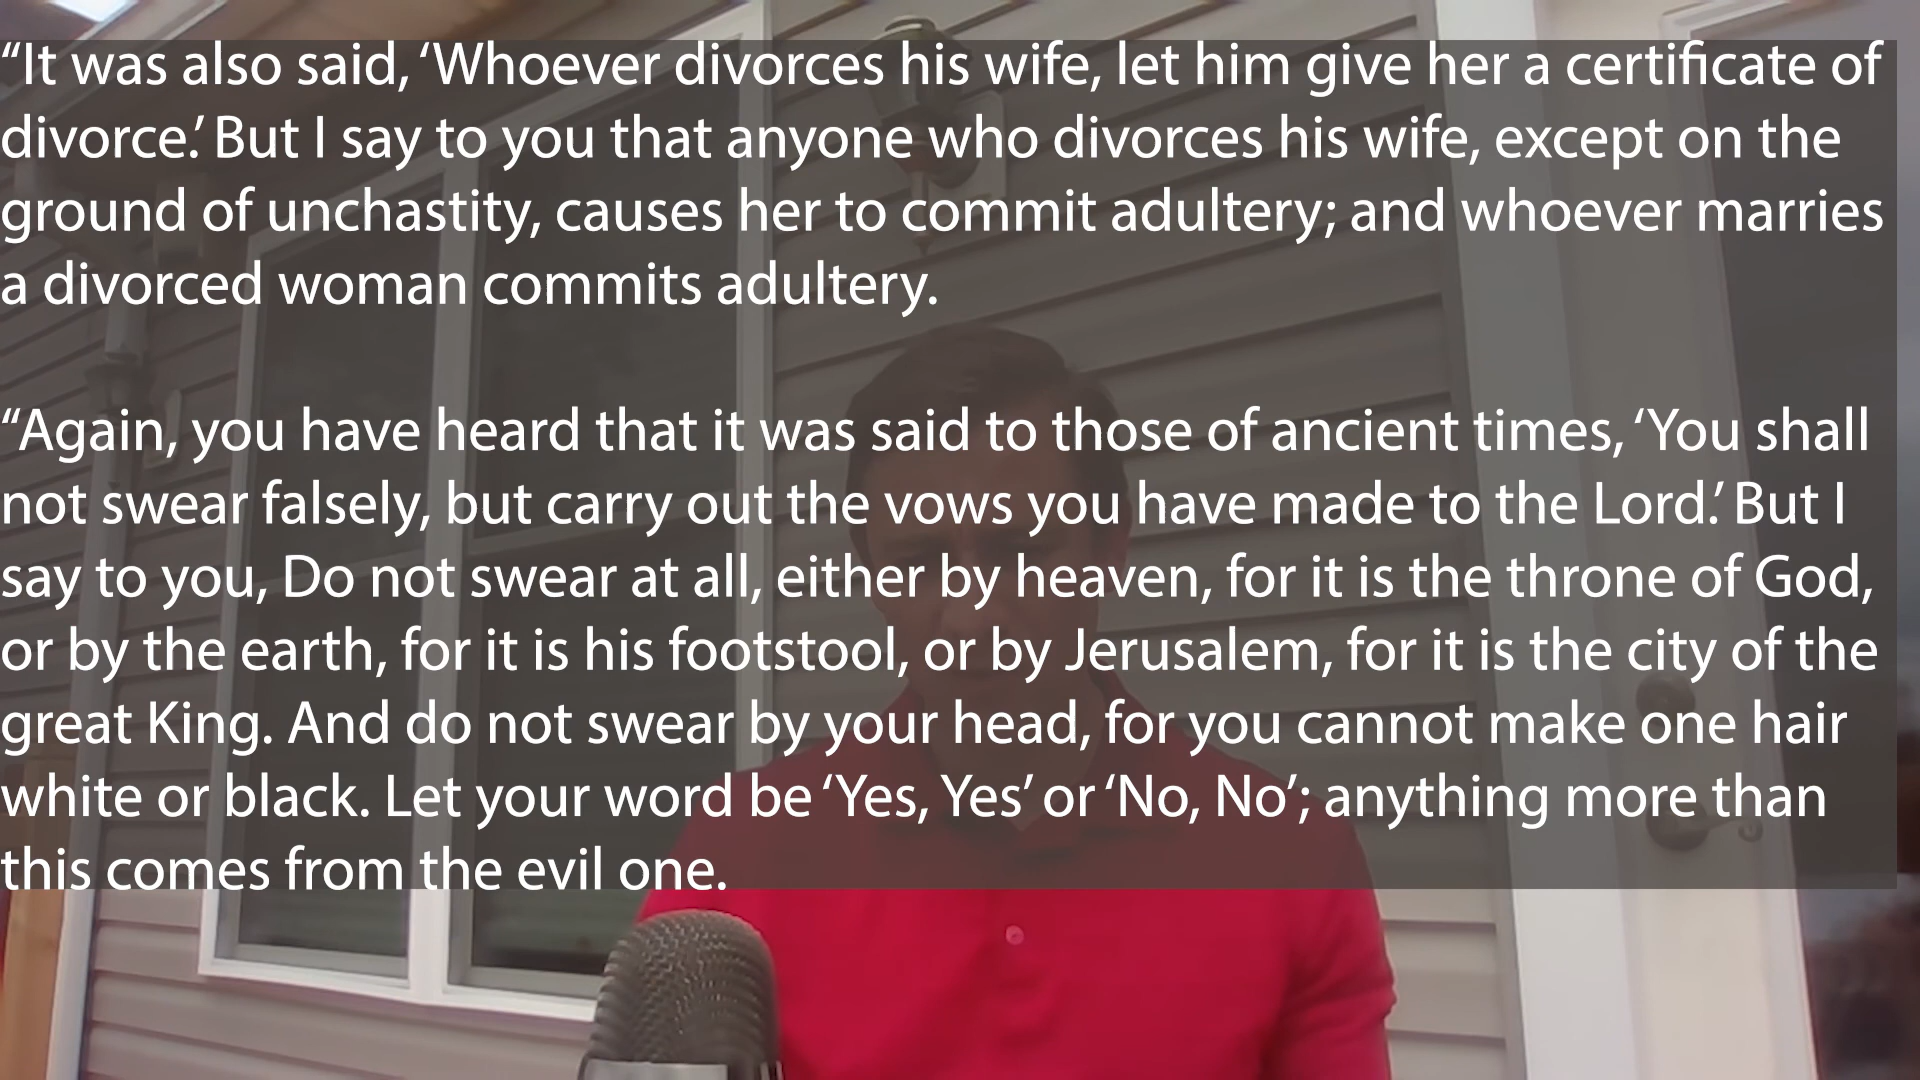 “It was also said, ‘Whoever divorces his wife, let him give her a certificate of
divorce.’ But I say to you that anyone who divorces his wife, except on the
ground of unchastity, causes her to commit adultery; and whoever marries
a divorced woman commits adultery.
“Again, you have heard that it was said to those of ancient times, ‘You shall
not swear falsely, but carry out the vows you have made to the Lord.’ But I
say to you, Do not swear at all, either by heaven, for it is the throne of God,
or by the earth, for it is his footstool, or by Jerusalem, for it is the city of the
great King. And do not swear by your head, for you cannot make one hair
white or black. Let your word be ‘Yes, Yes’ or ‘No, No’; anything more than
this comes from the evil one.